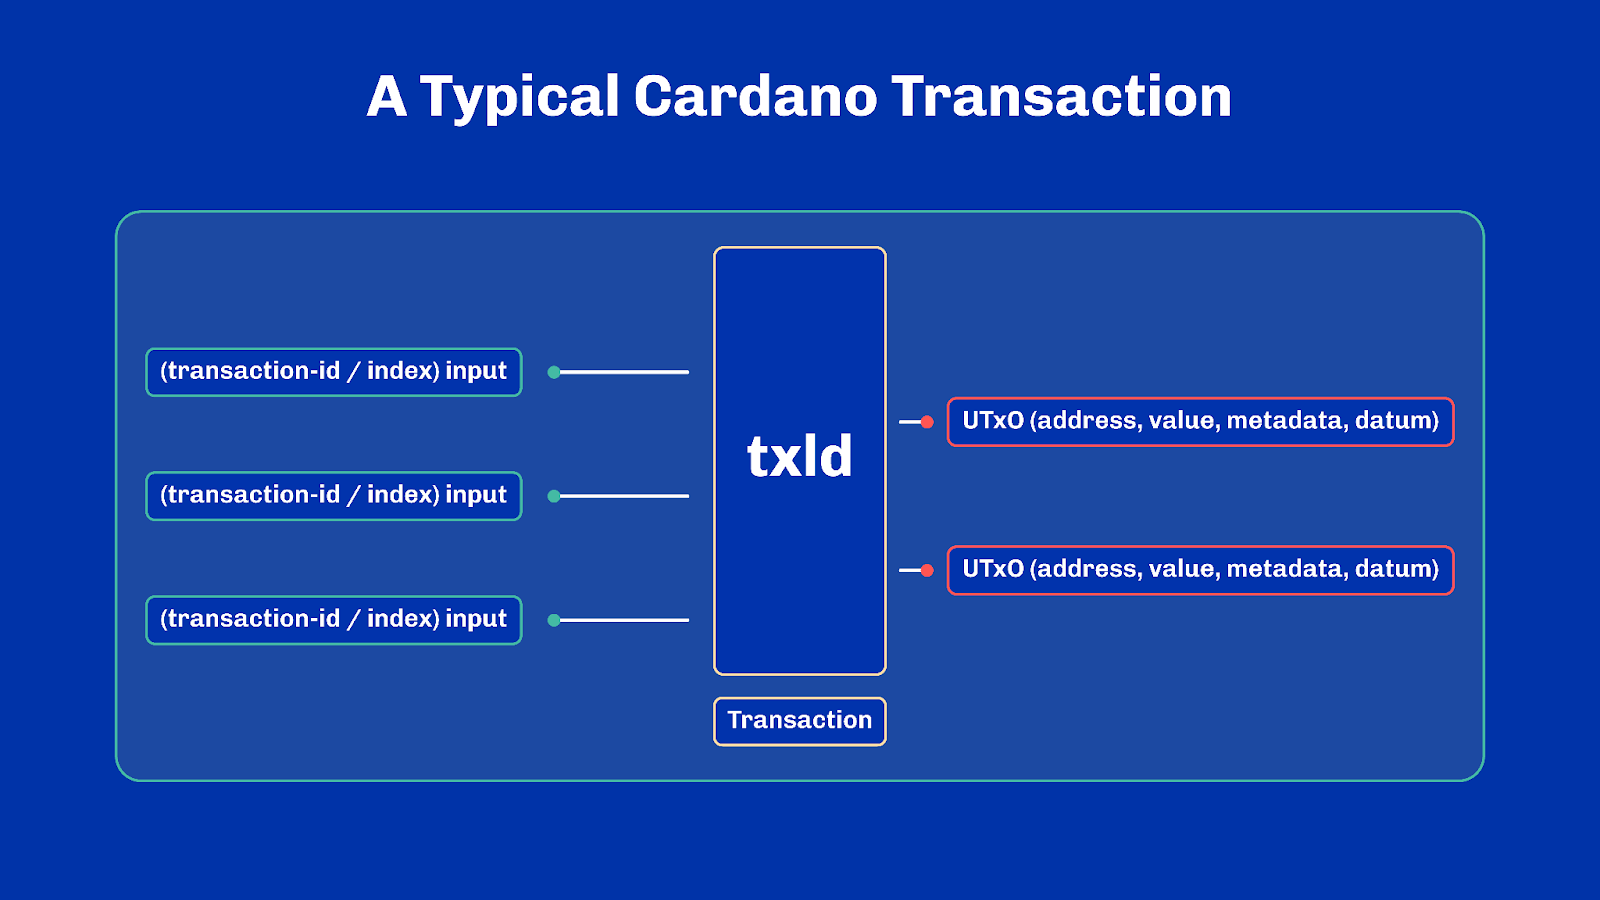 A Typical Cardano Transaction
(transaction-id / index) input
(transaction-id / index) input
(transaction-id / index) input
txId
Transaction
UTxO (address, value, metadata, datum)
UTxO (address, value, metadata, datum)